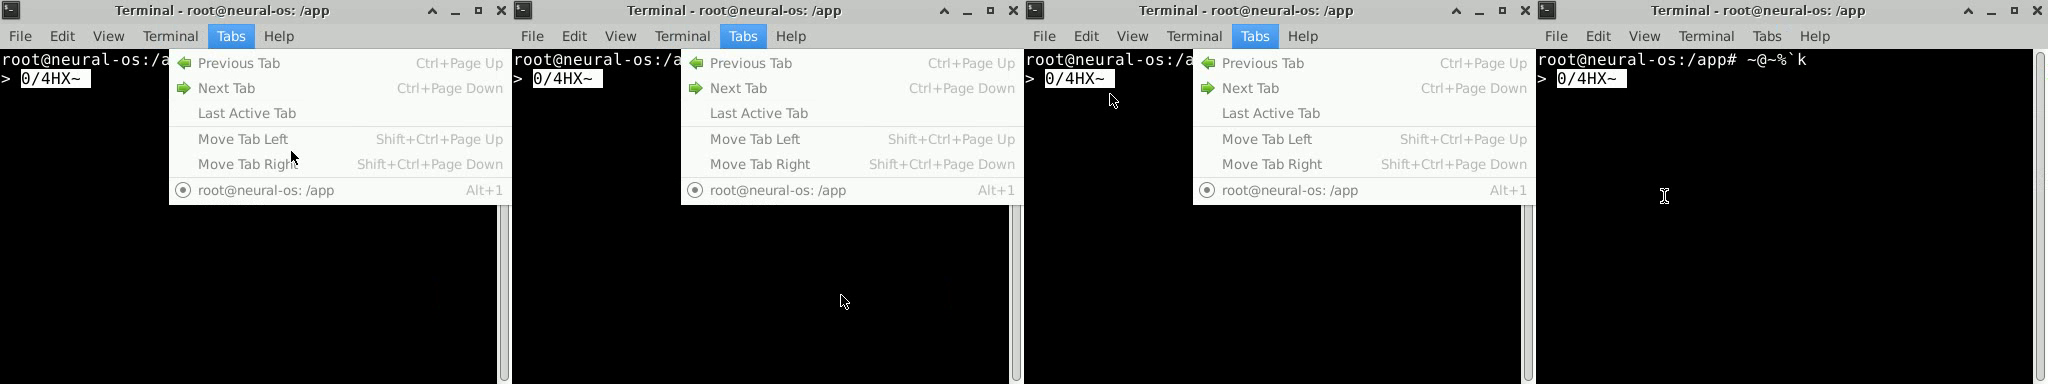 Terminal - root@neural-os: /app
File Edit View Terminal Tabs Help
root@neural-os:/a
> 0/4HX~
Previous Tab Ctrl+Page Up
Next Tab Ctrl+Page Down
Last Active Tab
Move Tab Left Shift+Ctrl+Page Up
Move Tab Right Shift+Ctrl+Page Down
root@neural-os: /app Alt+1
Terminal - root@neural-os: /app
File Edit View Terminal Tabs Help
root@neural-os:/a
> 0/4HX~
Previous Tab Ctrl+Page Up
Next Tab Ctrl+Page Down
Last Active Tab
Move Tab Left Shift+Ctrl+Page Up
Move Tab Right Shift+Ctrl+Page Down
root@neural-os: /app Alt+1
Terminal - root@neural-os: /app
File Edit View Terminal Tabs Help
root@neural-os:/a
> 0/4HX~
Previous Tab Ctrl+Page Up
Next Tab Ctrl+Page Down
Last Active Tab
Move Tab Left Shift+Ctrl+Page Up
Move Tab Right Shift+Ctrl+Page Down
root@neural-os: /app Alt+1
Terminal - root@neural-os: /app
File Edit View Terminal Tabs Help
root@neural-os:/app# ~@~%`k
> 0/4HX~